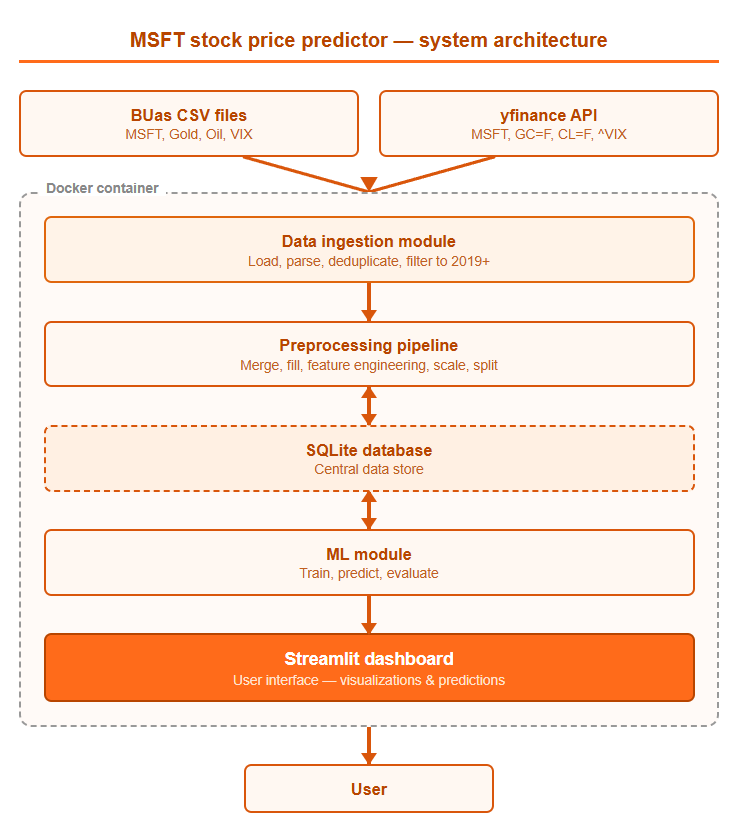 MSFT stock price predictor — system architecture
BUas CSV files
MSFT, Gold, Oil, VIX
yfinance API
MSFT, GC=F, CL=F, ^VIX
Docker container
Data ingestion module
Load, parse, deduplicate, filter to 2019+
Preprocessing pipeline
Merge, fill, feature engineering, scale, split
SQLite database
Central data store
ML module
Train, predict, evaluate
Streamlit dashboard
User interface — visualizations & predictions
User